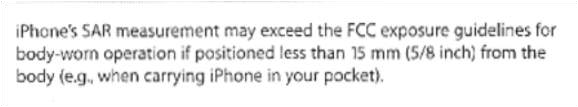 iPhone's SAR measurement may exceed the FCC exposure guidelines for
body-worn operation if positioned less than 15 mm (5/8 inch) from the
body (e.g., when carrying iPhone in your pocket).